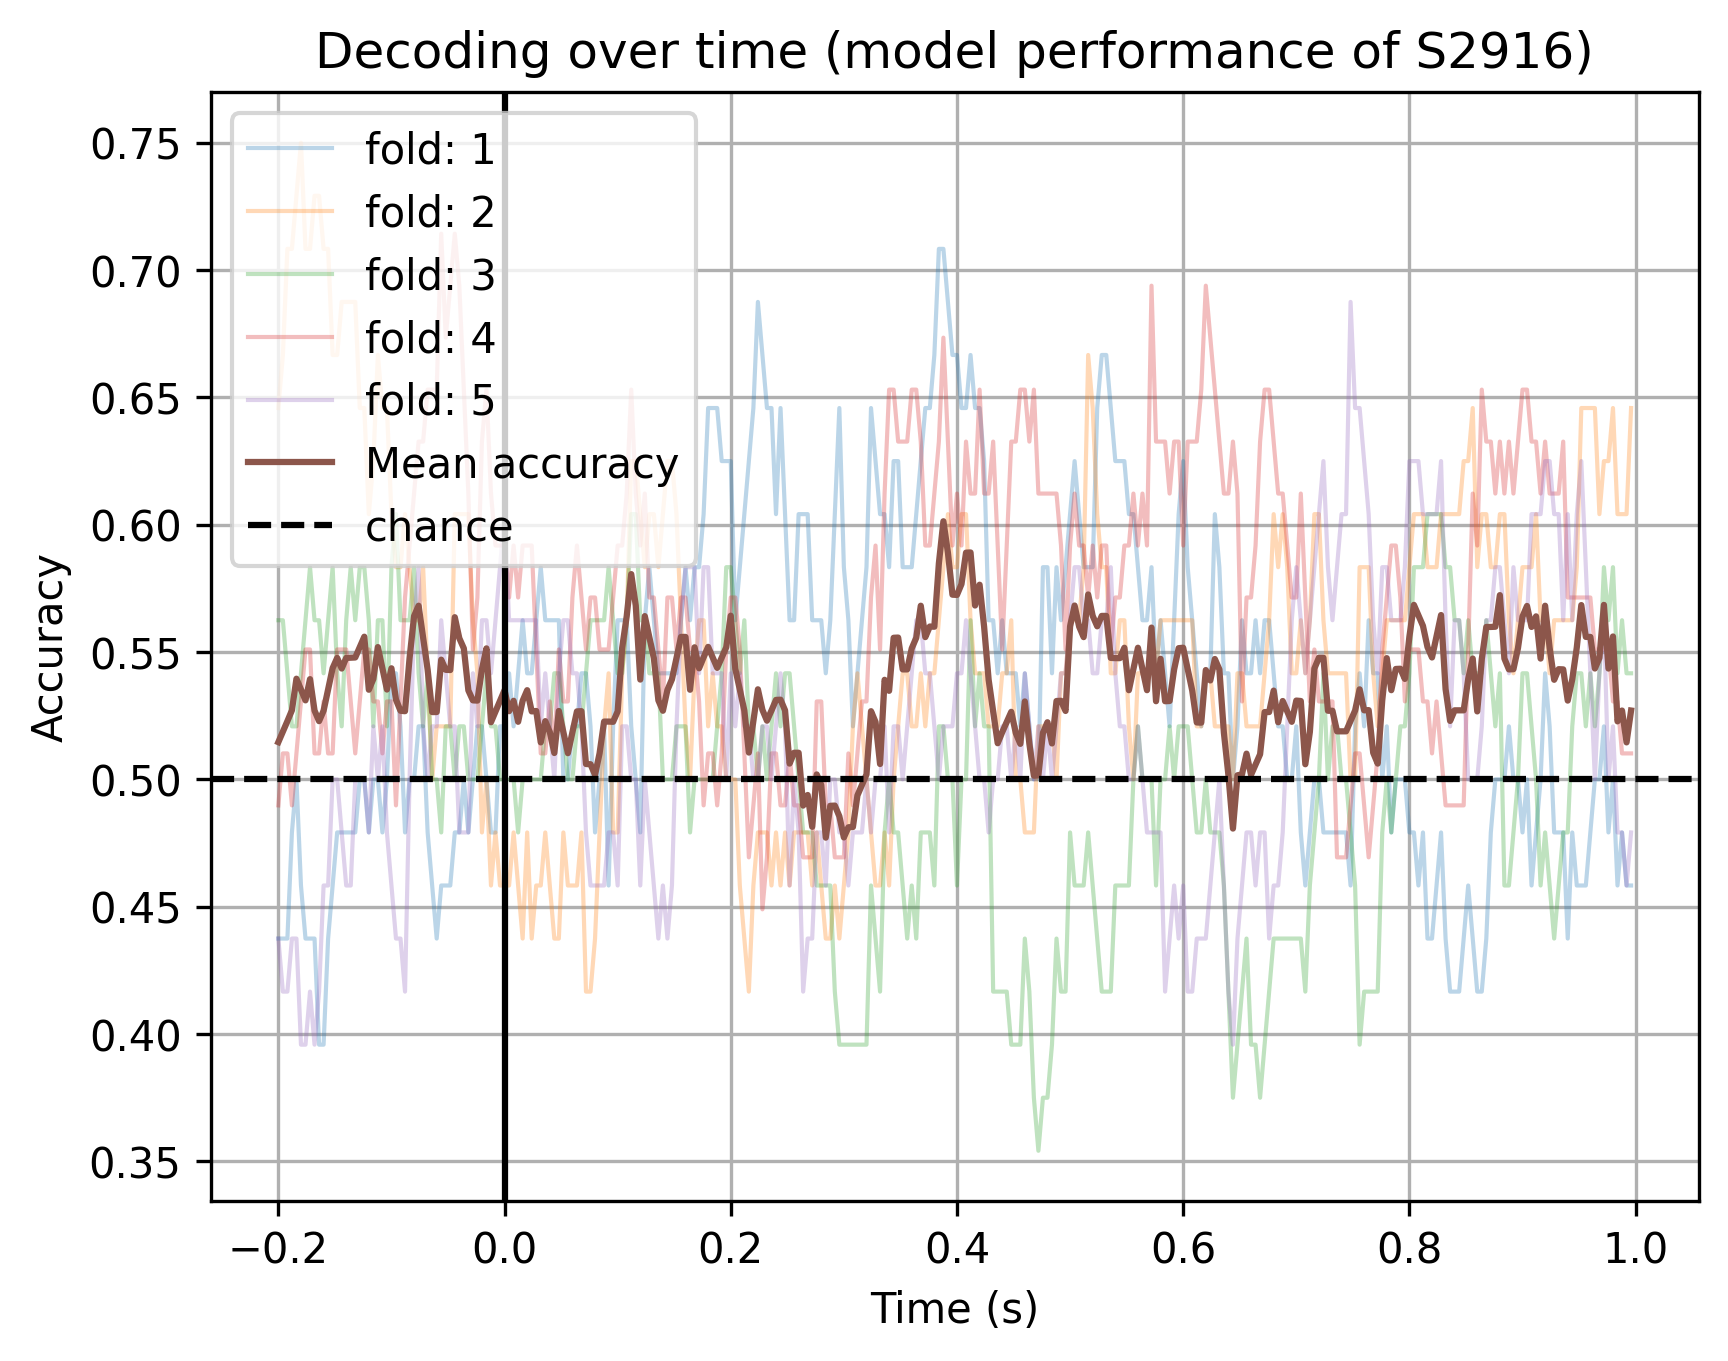 Decoding over time (model performance of S2916)
Accuracy
0.75
0.70
0.65
0.60
0.55
0.50
0.45
0.40
0.35
fold: 1
fold: 2
fold: 3
fold: 4
fold: 5
Mean accuracy
chance
−0.2 0.0 0.2 0.4 0.6 0.8 1.0
Time (s)